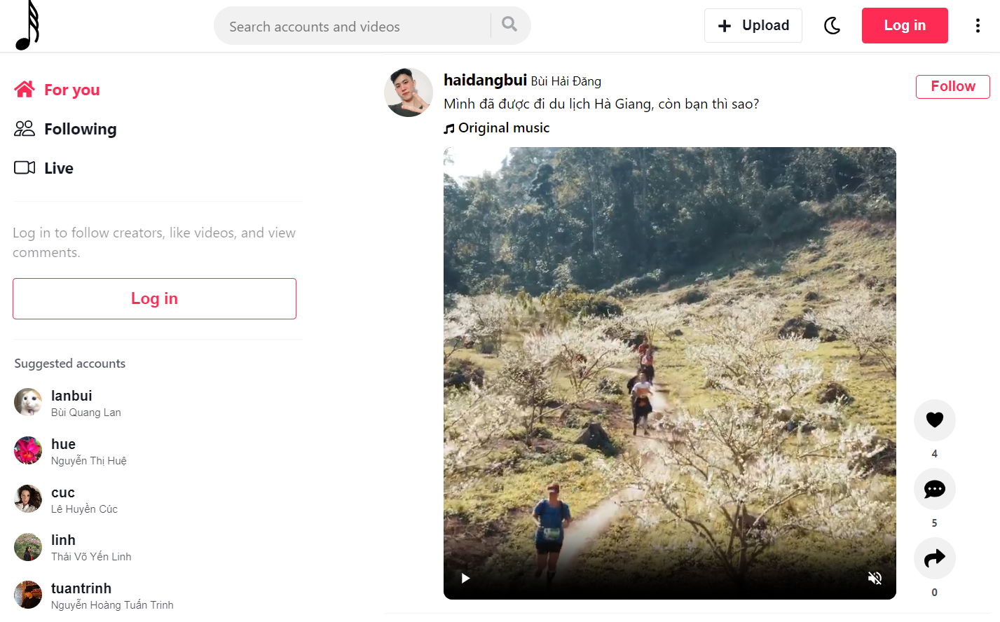 Search accounts and videos
Upload
Log in
For you
Following
Live
Log in to follow creators, like videos, and view
comments.
Log in
Suggested accounts
lanbui
Bùi Quang Lan
hue
Nguyễn Thị Huệ
cuc
Lê Huyền Cúc
linh
Thái Võ Yến Linh
tuantrinh
Nguyễn Hoàng Tuấn Trinh
haidangbui Bùi Hải Đăng
Follow
Mình đã được đi du lịch Hà Giang, còn bạn thì sao?
Original music
4
5
0